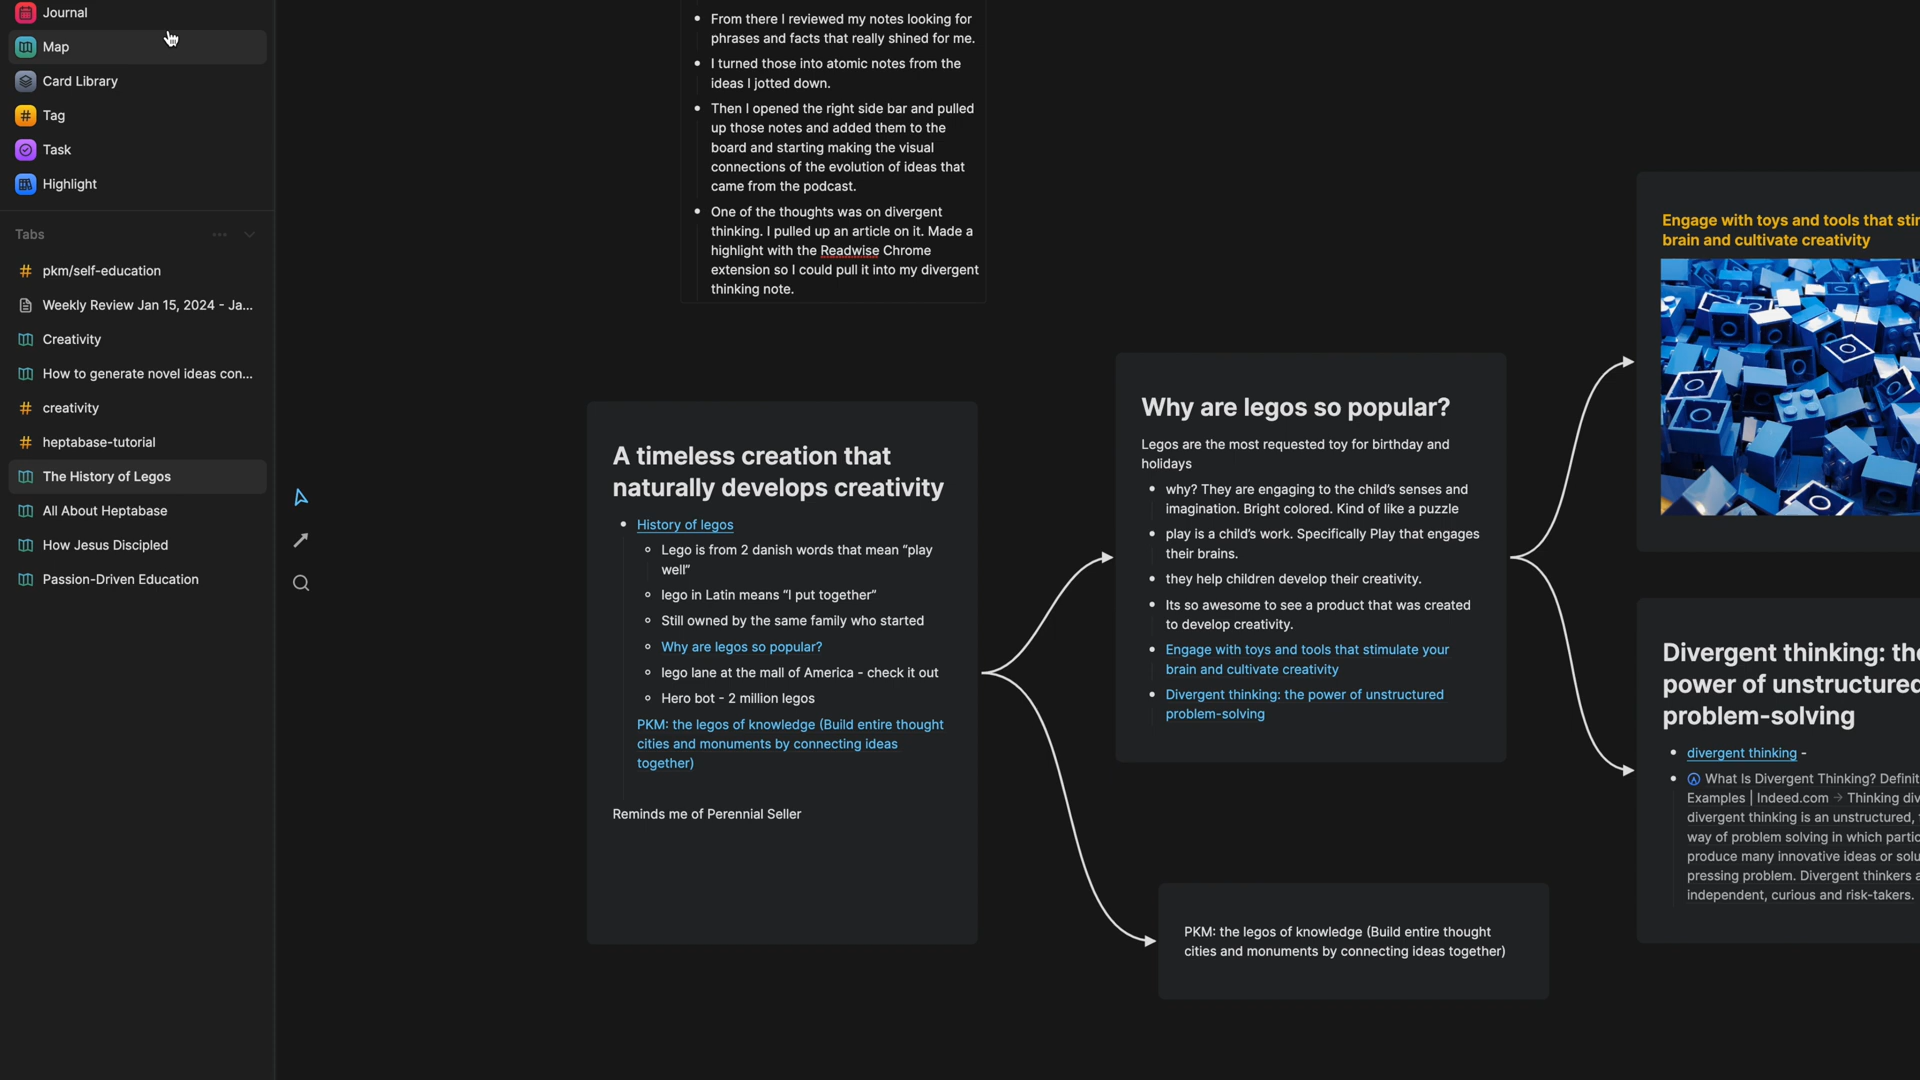 Journal
Map
Card Library
Tag
Task
Highlight
Tabs
pkm/self-education
Weekly Review Jan 15, 2024 - Ja...
Creativity
How to generate novel ideas con...
creativity
heptabase-tutorial
The History of Legos
All About Heptabase
How Jesus Discipled
Passion-Driven Education
From there I reviewed my notes looking for
phrases and facts that really shined for me.
I turned those into atomic notes from the
ideas I jotted down.
Then I opened the right side bar and pulled
up those notes and added them to the
board and starting making the visual
connections of the evolution of ideas that
came from the podcast.
One of the thoughts was on divergent
thinking. I pulled up an article on it. Made a
highlight with the Readwise Chrome
extension so I could pull it into my divergent
thinking note.
A timeless creation that
naturally develops creativity
History of legos
Lego is from 2 danish words that mean “play
well”
lego in Latin means “I put together”
Still owned by the same family who started
Why are legos so popular?
lego lane at the mall of America - check it out
Hero bot - 2 million legos
PKM: the legos of knowledge (Build entire thought
cities and monuments by connecting ideas
together)
Reminds me of Perennial Seller
Why are legos so popular?
Legos are the most requested toy for birthday and
holidays
why? They are engaging to the child’s senses and
imagination. Bright colored. Kind of like a puzzle
play is a child’s work. Specifically Play that engages
their brains.
they help children develop their creativity.
Its so awesome to see a product that was created
to develop creativity.
Engage with toys and tools that stimulate your
brain and cultivate creativity
Divergent thinking: the power of unstructured
problem-solving
PKM: the legos of knowledge (Build entire thought
cities and monuments by connecting ideas together)
Engage with toys and tools that stim
brain and cultivate creativity
Divergent thinking: the
power of unstructured
problem-solving
divergent thinking -
What Is Divergent Thinking? Definit
Examples | Indeed.com → Thinking div
divergent thinking is an unstructured,
way of problem solving in which partic
produce many innovative ideas or solu
pressing problem. Divergent thinkers a
independent, curious and risk-takers.